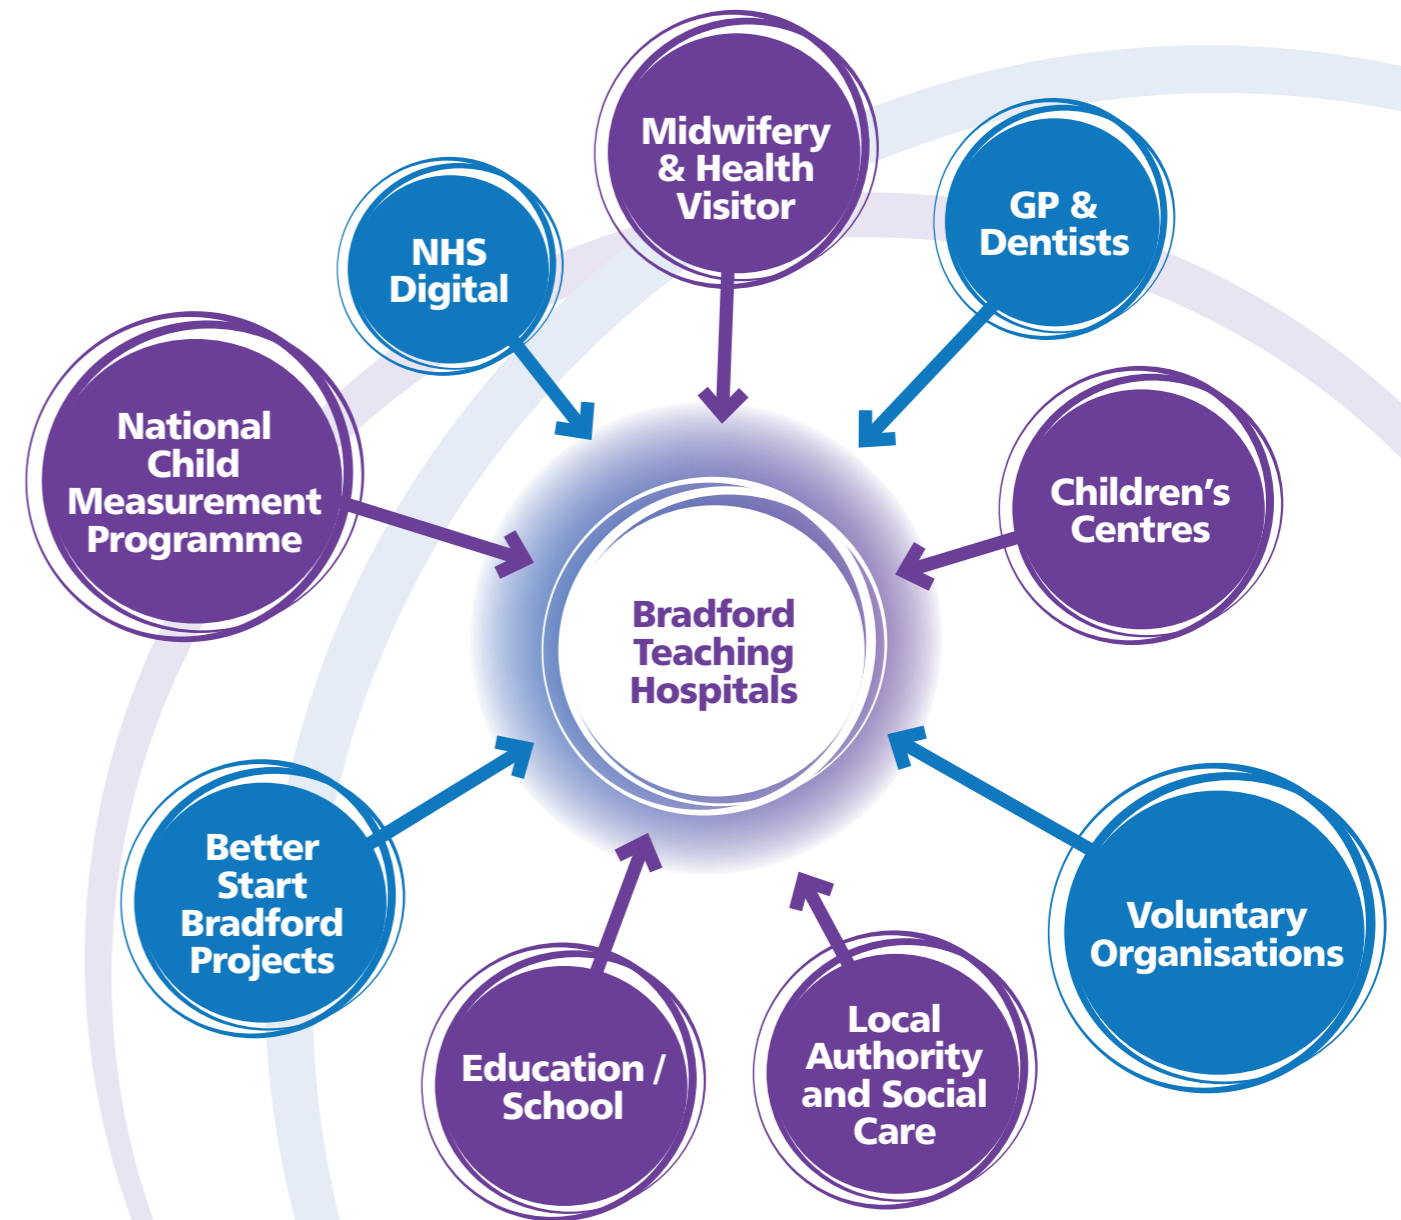 Midwifery
& Health
Visitor
GP &
Dentists
NHS
Digital
National
Child
Measurement
Programme
Children’s
Centres
Bradford
Teaching
Hospitals
Better
Start
Bradford
Projects
Voluntary
Organisations
Education /
School
Local
Authority
and Social
Care